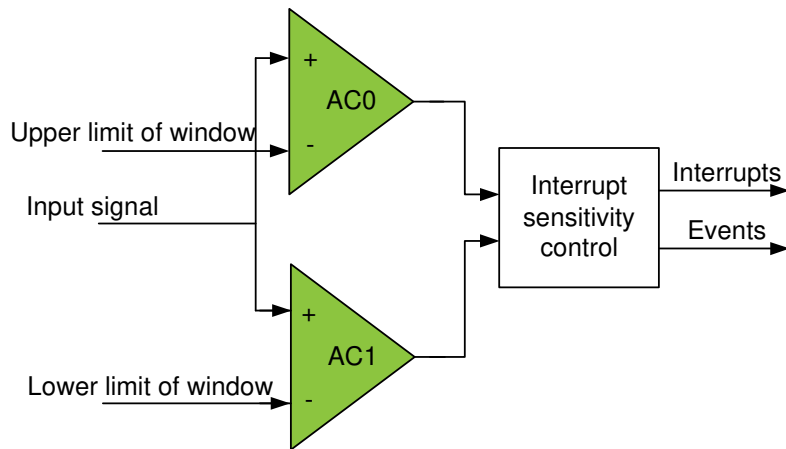 +
AC0
Upper limit of window
-
Input signal
Interrupt
sensitivity
control
Interrupts
Events
+
AC1
Lower limit of window
-